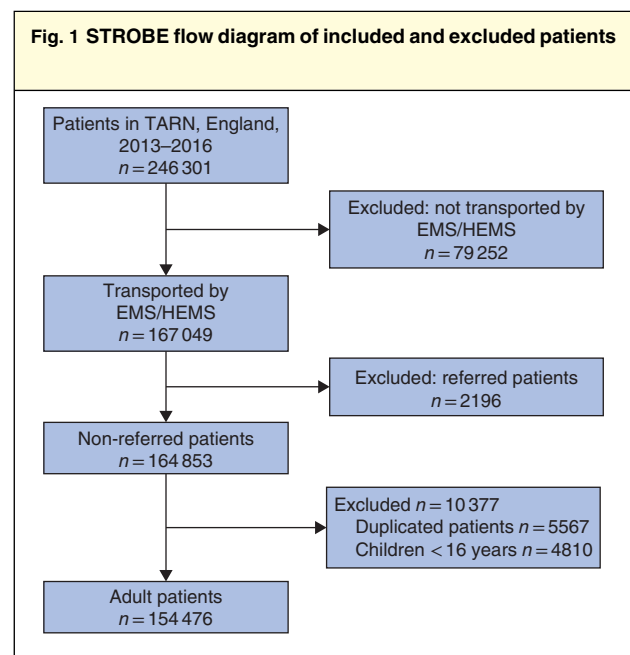 Fig. 1 STROBE flow diagram of included and excluded patients
Patients in TARN, England,
2013–2016
n = 246 301
Excluded: not transported by
EMS/HEMS
n = 79 252
Transported by
EMS/HEMS
n = 167 049
Excluded: referred patients
n = 2196
Non-referred patients
n = 164 853
Excluded n = 10 377
Duplicated patients n = 5567
Children < 16 years n = 4810
Adult patients
n = 154 476